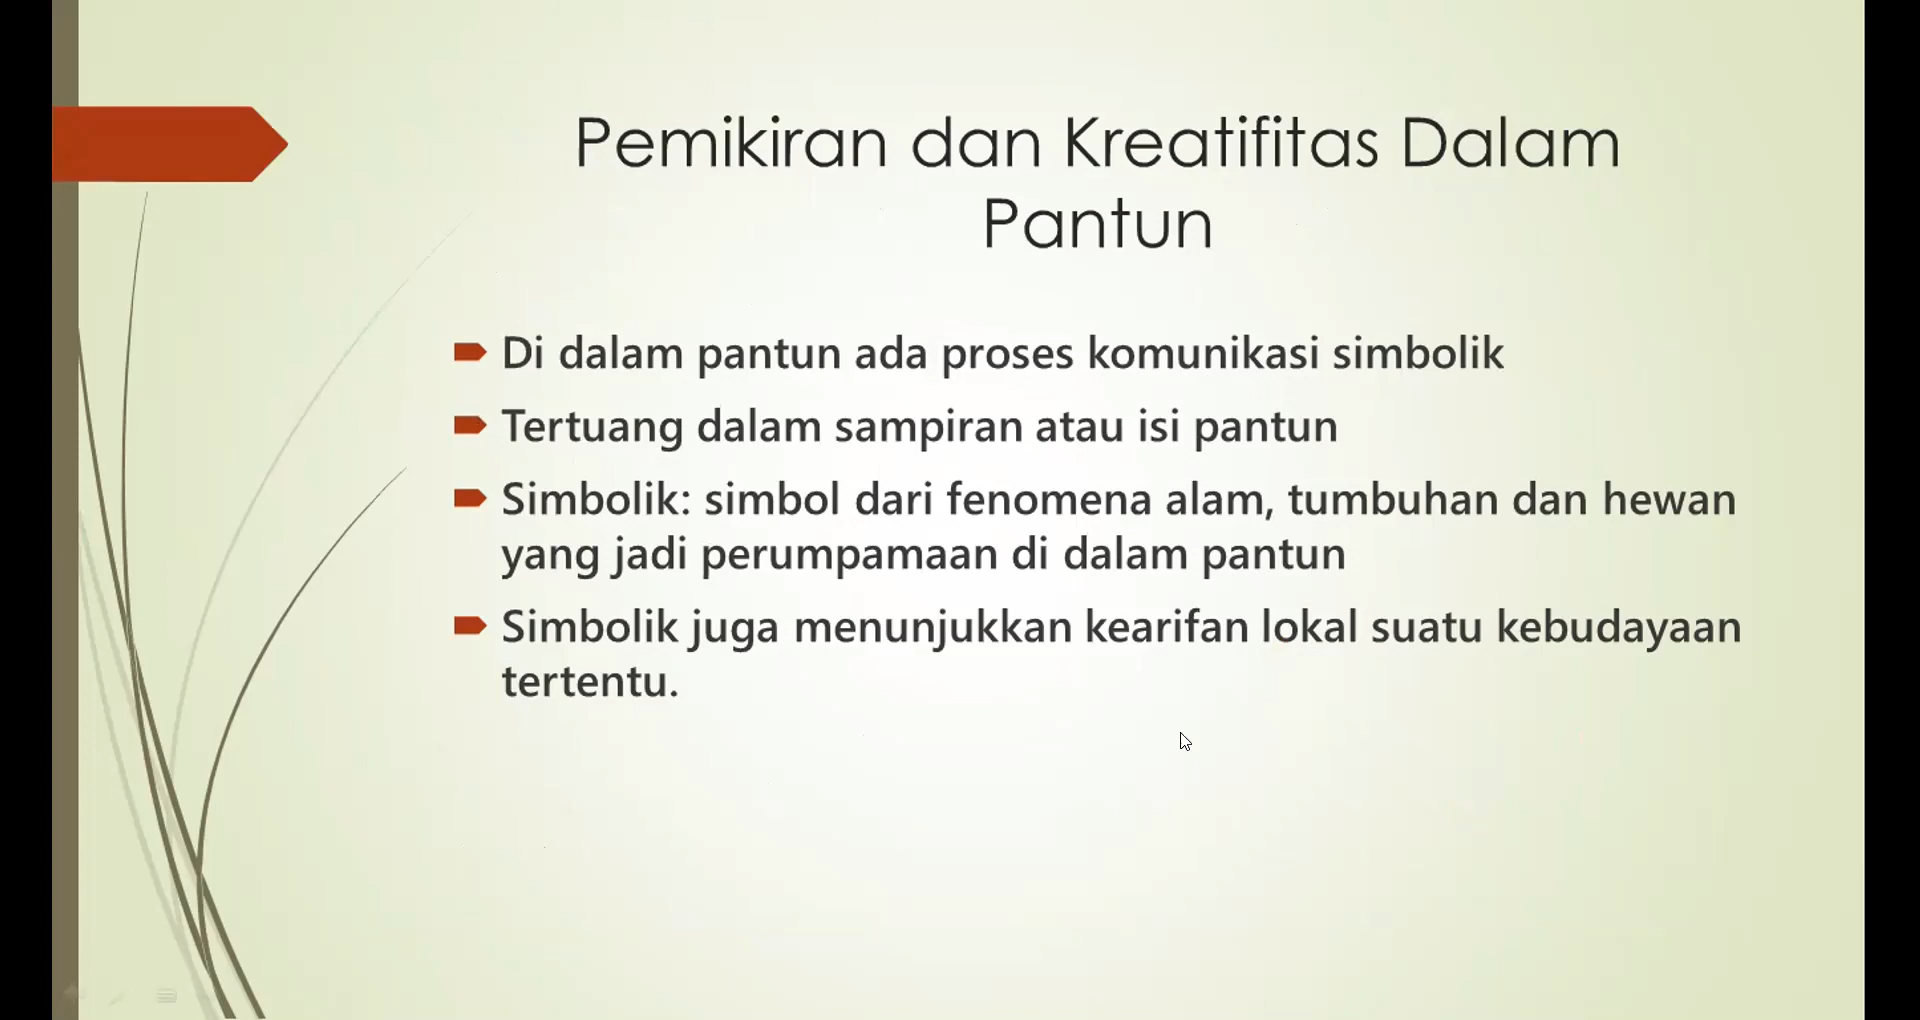 Pemikiran dan Kreatifitas Dalam
Pantun
Di dalam pantun ada proses komunikasi simbolik
Tertuang dalam sampiran atau isi pantun
Simbolik: simbol dari fenomena alam, tumbuhan dan hewan
yang jadi perumpamaan di dalam pantun
Simbolik juga menunjukkan kearifan lokal suatu kebudayaan
tertentu.